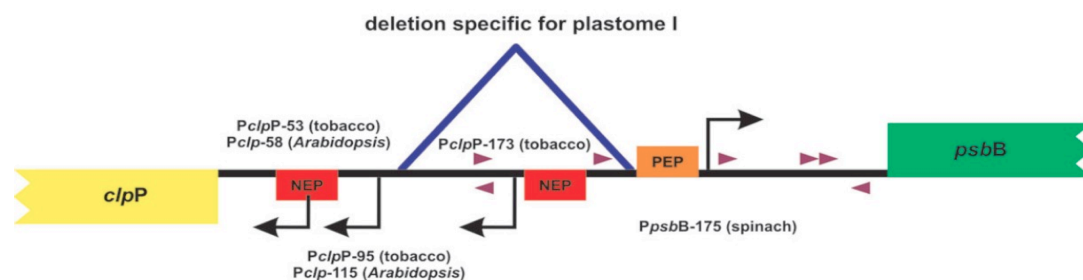 deletion specific for plastome I
PclpP-53 (tobacco)
Pclp-58 (Arabidopsis)
PclpP-173 (tobacco)
PEP
psbB
clpP
NEP
NEP
PclpP-95 (tobacco)
Pclp-115 (Arabidopsis)
PpsbB-175 (spinach)